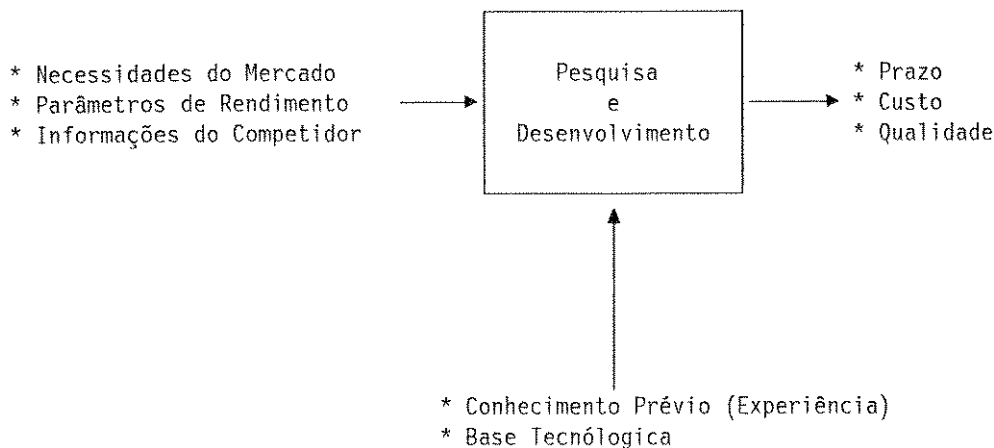 * Necessidades do Mercado
* Parâmetros de Rendimento
* Informações do Competidor
Pesquisa
e
Desenvolvimento
* Prazo
* Custo
* Qualidade
* Conhecimento Prévio (Experiência)
* Base Tecnólogica